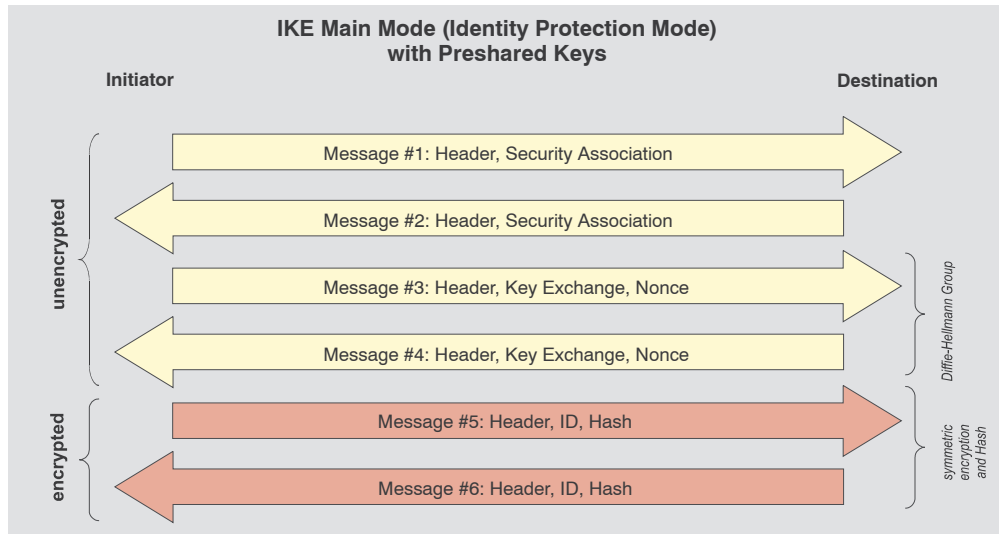 IKE Main Mode (Identity Protection Mode)
with Preshared Keys
Initiator
Destination
unencrypted
Message #1: Header, Security Association
Message #2: Header, Security Association
Message #3: Header, Key Exchange, Nonce
Message #4: Header, Key Exchange, Nonce
Diffie-Hellmann Group
encrypted
Message #5: Header, ID, Hash
Message #6: Header, ID, Hash
symmetric
encryption
and Hash